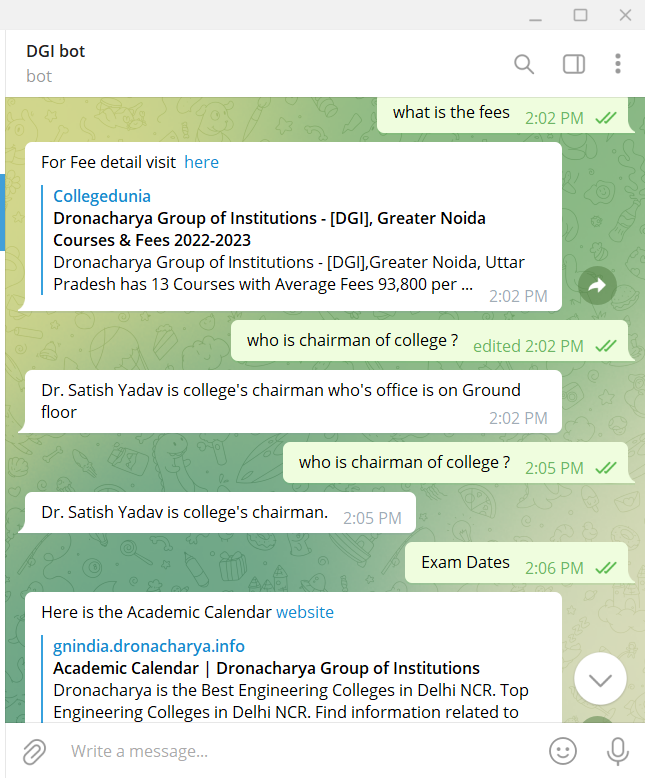 DGI bot
bot
what is the fees 2:02 PM
For Fee detail visit here
Collegedunia
Dronacharya Group of Institutions - [DGI], Greater Noida
Courses & Fees 2022-2023
Dronacharya Group of Institutions - [DGI],Greater Noida, Uttar
Pradesh has 13 Courses with Average Fees 93,800 per ...
2:02 PM
who is chairman of college ? edited 2:02 PM
Dr. Satish Yadav is college's chairman who's office is on Ground
floor
2:02 PM
who is chairman of college ? 2:05 PM
Dr. Satish Yadav is college's chairman. 2:05 PM
Exam Dates 2:06 PM
Here is the Academic Calendar website
gnindia.dronacharya.info
Academic Calendar | Dronacharya Group of Institutions
Dronacharya is the Best Engineering Colleges in Delhi NCR. Top
Engineering Colleges in Delhi NCR. Find information related to
Write a message...